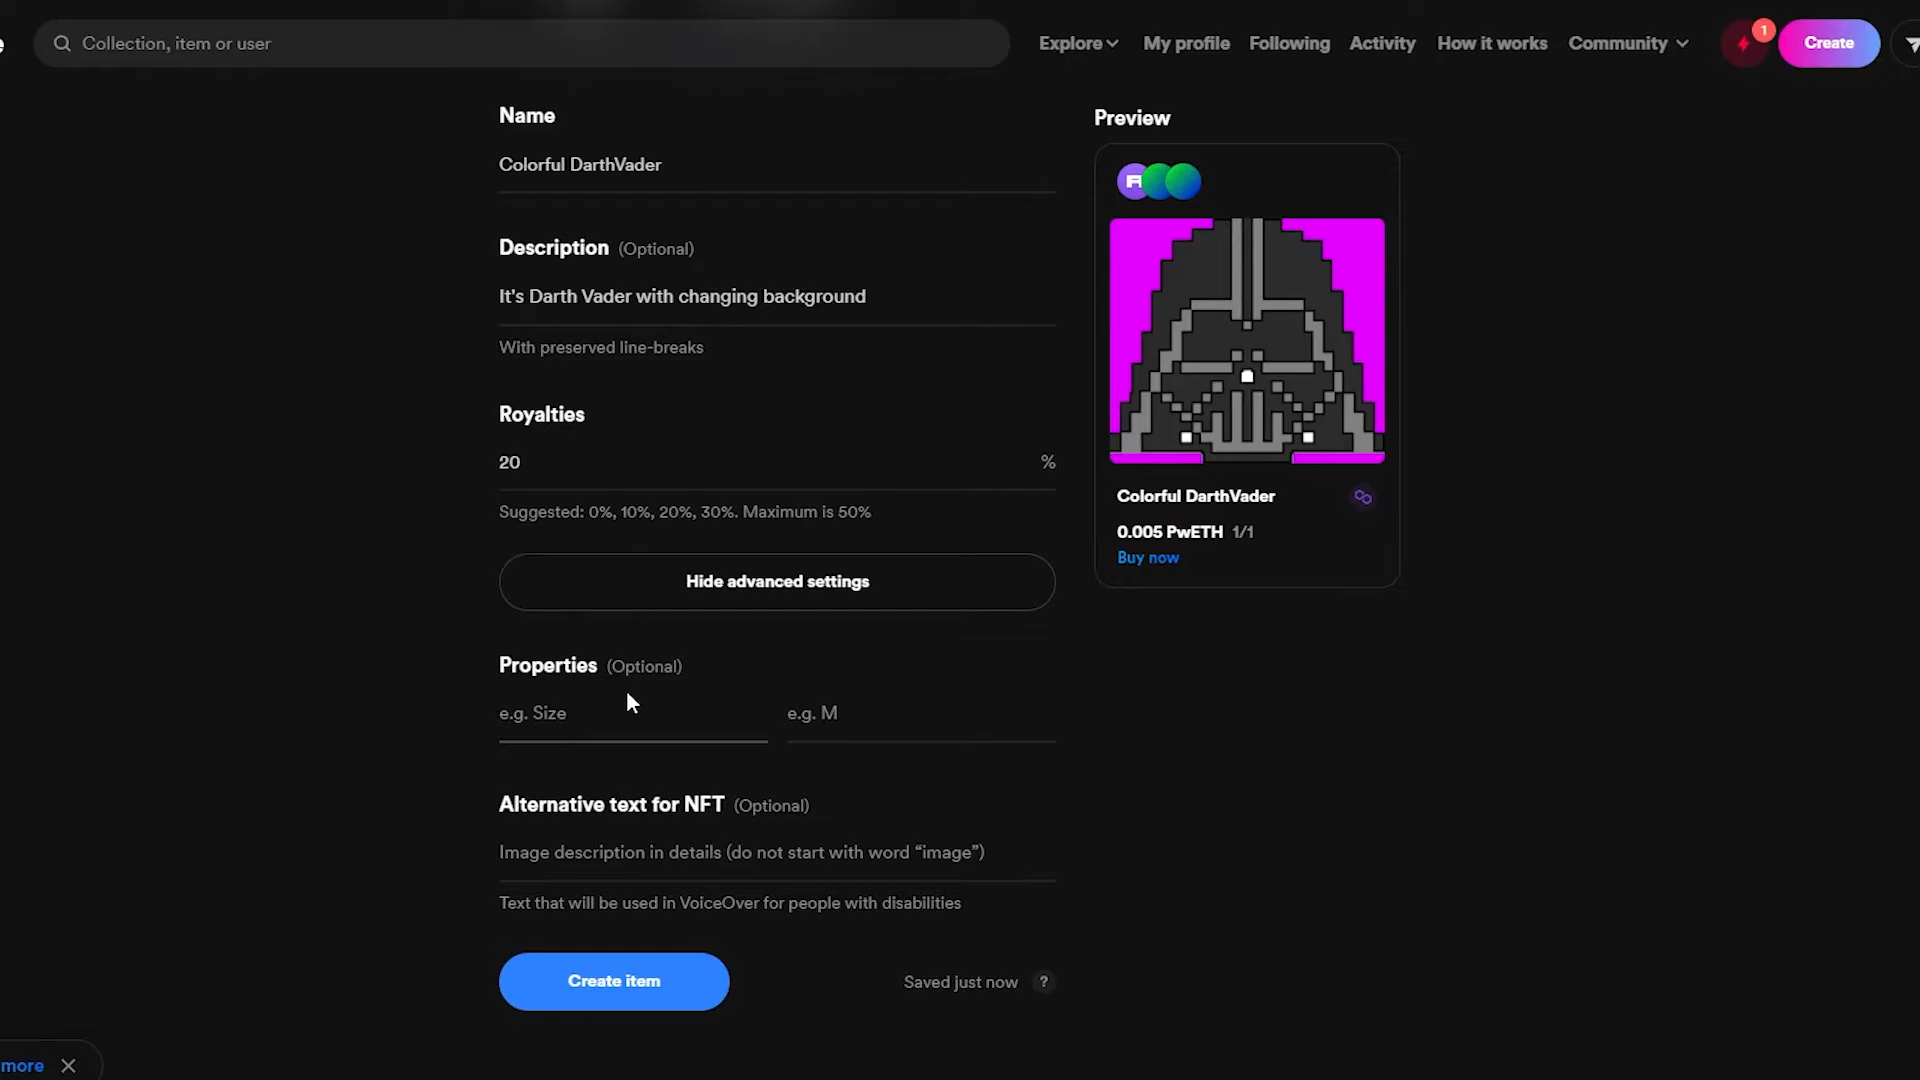 e
Collection, item or user
Explore
My profile
Following
Activity
How it works
Community
1
Create
Name
Colorful DarthVader
Description (Optional)
It's Darth Vader with changing background
With preserved line-breaks
Royalties
20 %
Suggested: 0%, 10%, 20%, 30%. Maximum is 50%
Hide advanced settings
Properties (Optional)
e.g. Size
e.g. M
Alternative text for NFT (Optional)
Image description in details (do not start with word “image”)
Text that will be used in VoiceOver for people with disabilities
Create item
Saved just now ?
Preview
Colorful DarthVader
0.005 PwETH 1/1
Buy now
more